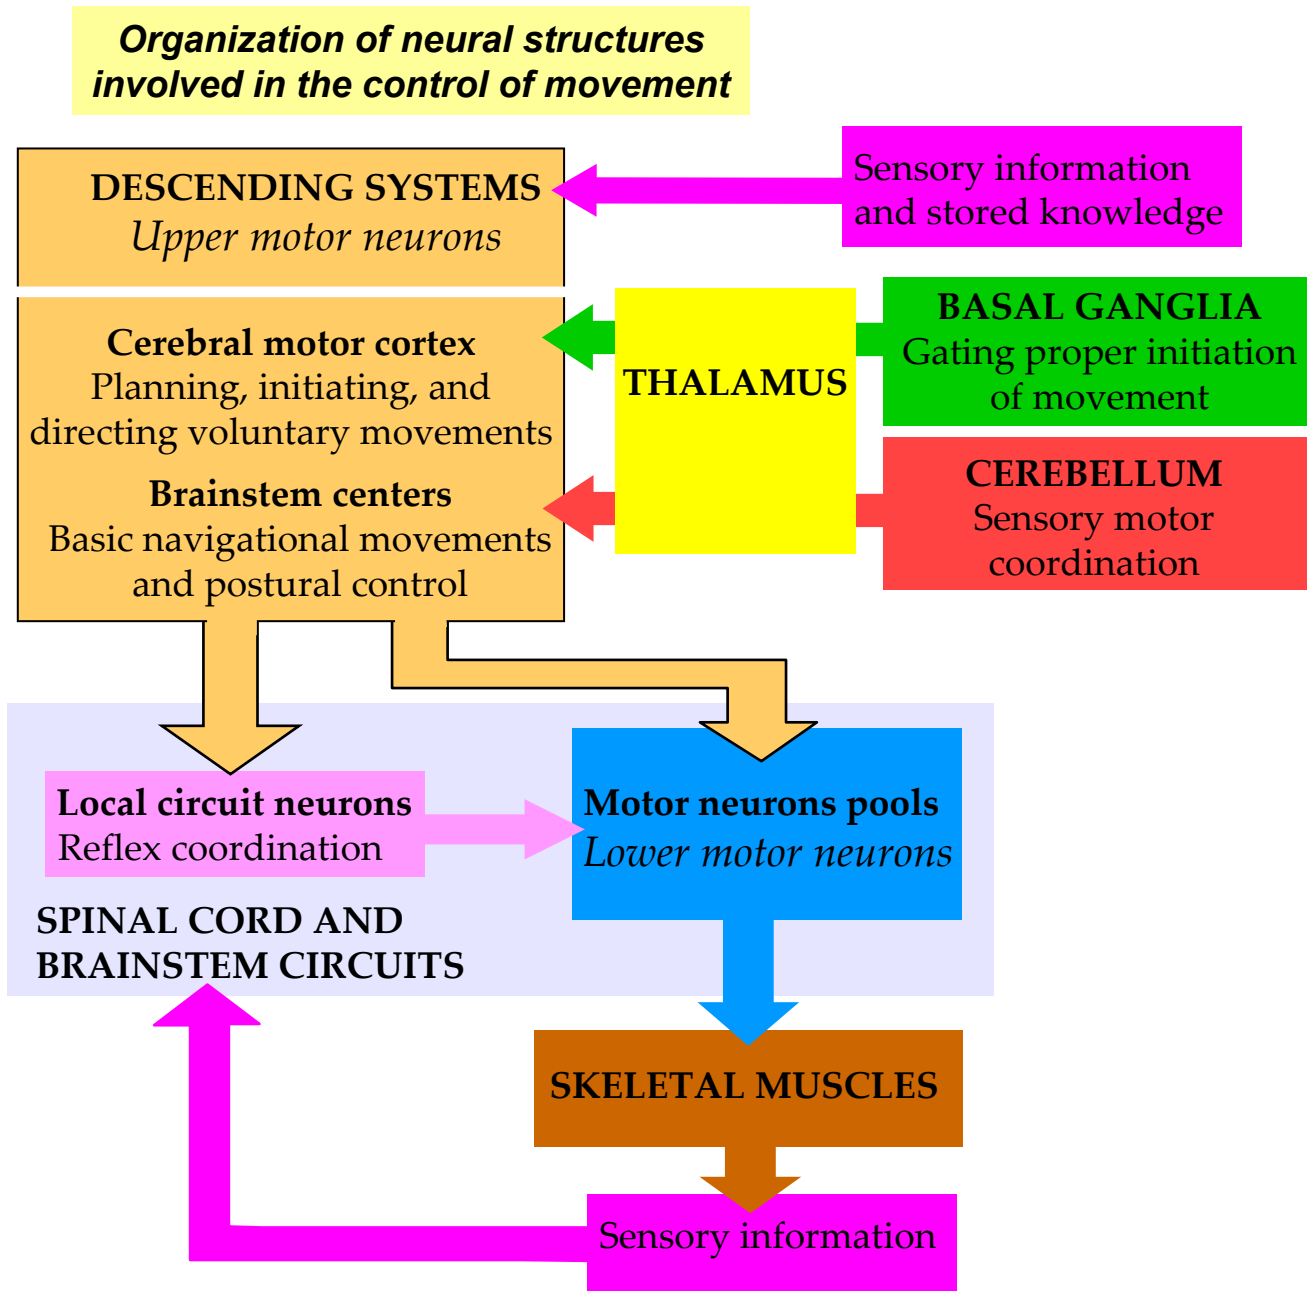 Organization of neural structures
involved in the control of movement
DESCENDING SYSTEMS
Upper motor neurons
Sensory information
and stored knowledge
Cerebral motor cortex
Planning, initiating, and
directing voluntary movements
Brainstem centers
Basic navigational movements
and postural control
THALAMUS
BASAL GANGLIA
Gating proper initiation
of movement
CEREBELLUM
Sensory motor
coordination
Local circuit neurons
Reflex coordination
Motor neurons pools
Lower motor neurons
SPINAL CORD AND
BRAINSTEM CIRCUITS
SKELETAL MUSCLES
Sensory information